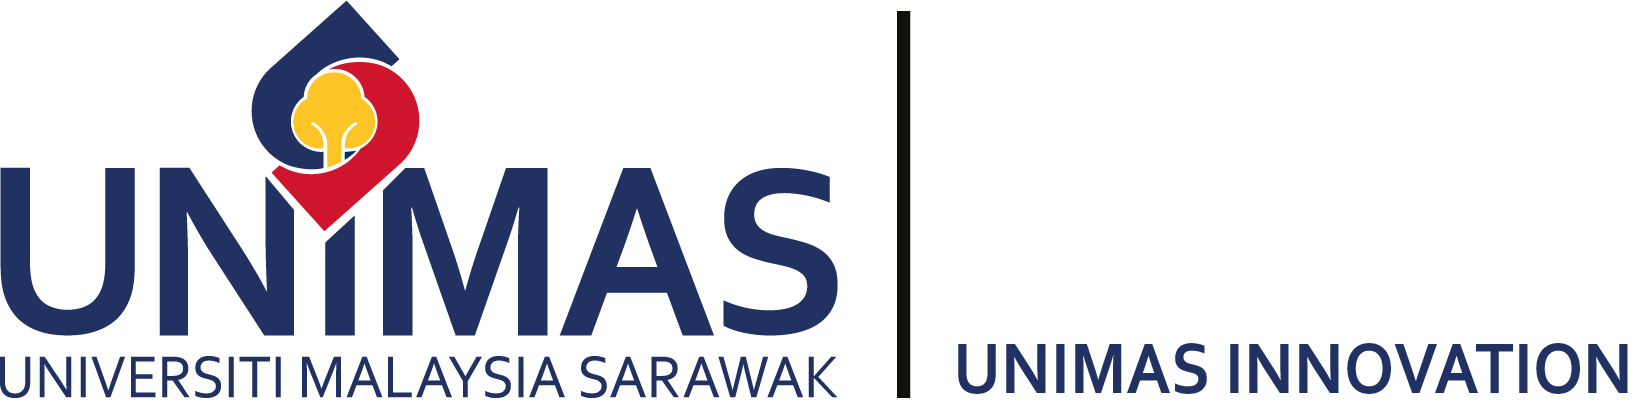 UNIMAS
UNIVERSITI MALAYSIA SARAWAK
UNIMAS INNOVATION